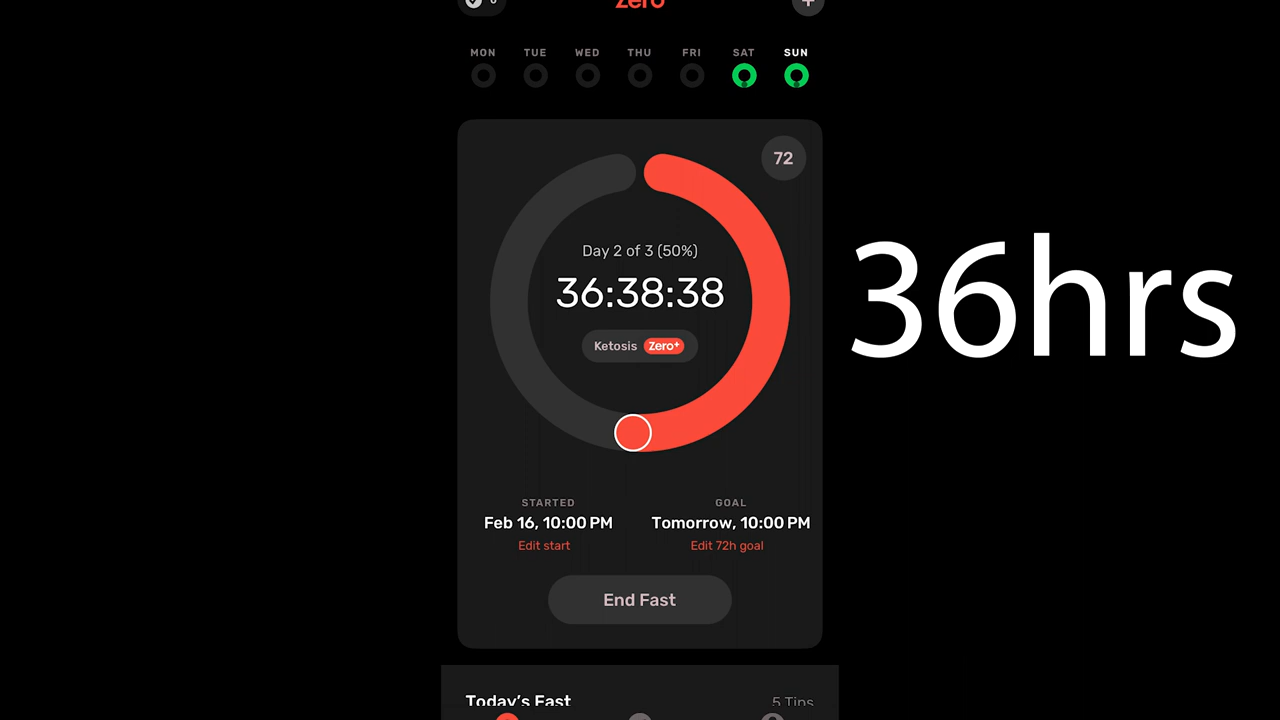 Zero
MON TUE WED THU FRI SAT SUN
72
Day 2 of 3 (50%)
36:38:38
Ketosis Zero+
36hrs
STARTED GOAL
Feb 16, 10:00 PM Tomorrow, 10:00 PM
Edit start Edit 72h goal
End Fast
Today's Fast 5 Tips